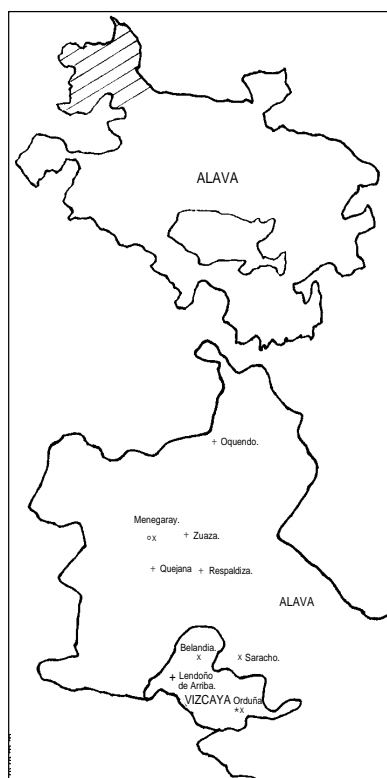 ALAVA
Oquendo.
Menegaray.
Zuaza.
Quejana
Respaldiza.
ALAVA
Belandia.
Saracho.
Lendoño
de Arriba.
VIZCAYA Orduña